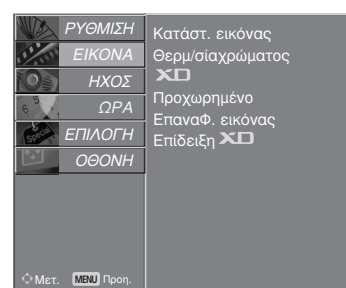 ΡΥΘΜΙΣΗ
ΕΙΚΟΝΑ
ΗΧΟΣ
ΩΡΑ
ΕΠΙΛΟΓΗ
ΟΘΟΝΗ
Κατάστ. εικόνας
Θερμ/σίαχρώματος
XD
Προχωρημένο
ΕπαναΦ. εικόνας
Επίδειξη XD
Μετ. MENU Προη.